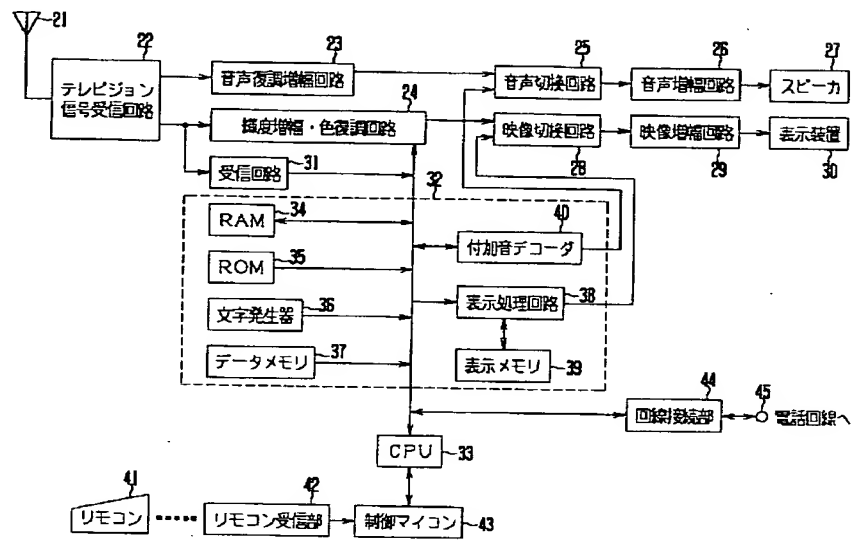 21
22
テレビジョン
信号受信回路
23
音声復調増幅回路
24
輝度増幅・色復調回路
25
音声切換回路
26
音声増幅回路
27
スピーカ
映像切換回路
28
映像増幅回路
29
表示装置
30
受信回路
31
32
RAM
34
ROM
35
文字発生器
36
データメモリ
37
40
付加音デコーダ
表示処理回路
38
表示メモリ
39
44
回線接続部
45
電話回線へ
CPU
33
41
リモコン
42
リモコン受信部
制御マイコン
43